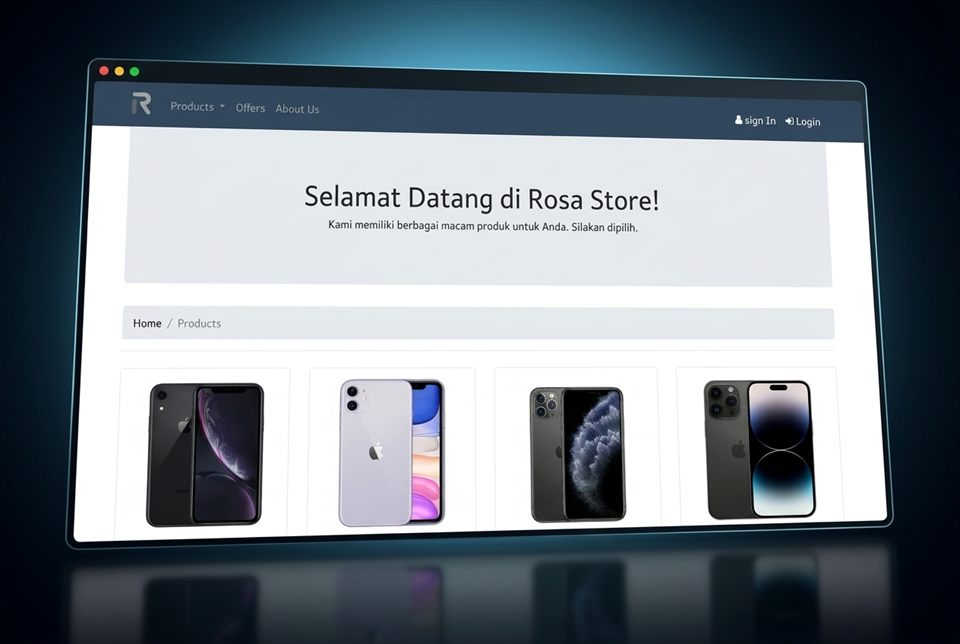 R
Products Offers About Us
sign In Login
Selamat Datang di Rosa Store!
Kami memiliki berbagai macam produk untuk Anda. Silakan dipilih.
Home / Products